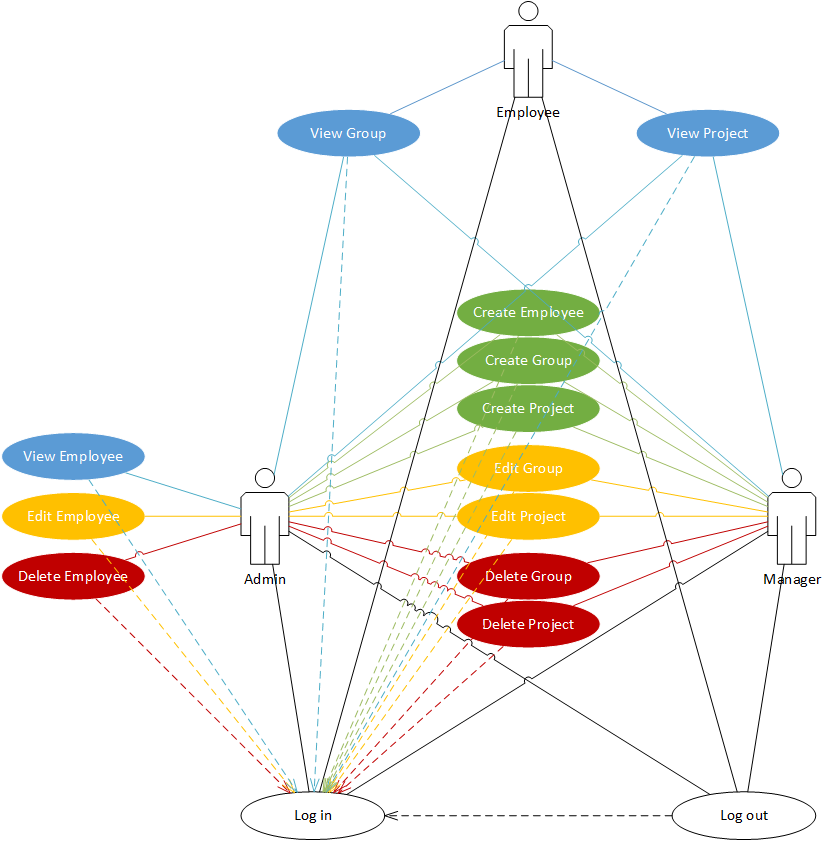 Employee
View Group
View Project
Create Employee
Create Group
Create Project
View Employee
Edit Group
Edit Employee
Edit Project
Delete Employee
Admin
Delete Group
Manager
Delete Project
Log in
Log out